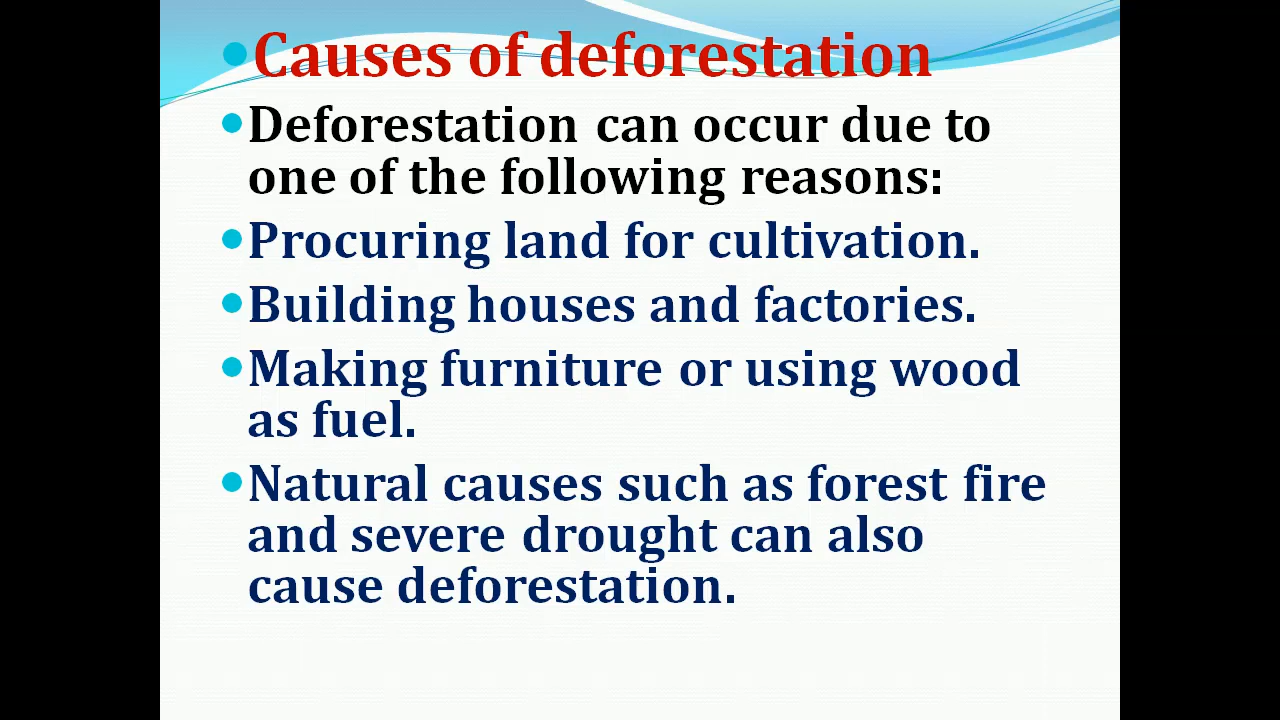 Causes of deforestation
Deforestation can occur due to
one of the following reasons:
Procuring land for cultivation.
Building houses and factories.
Making furniture or using wood
as fuel.
Natural causes such as forest fire
and severe drought can also
cause deforestation.